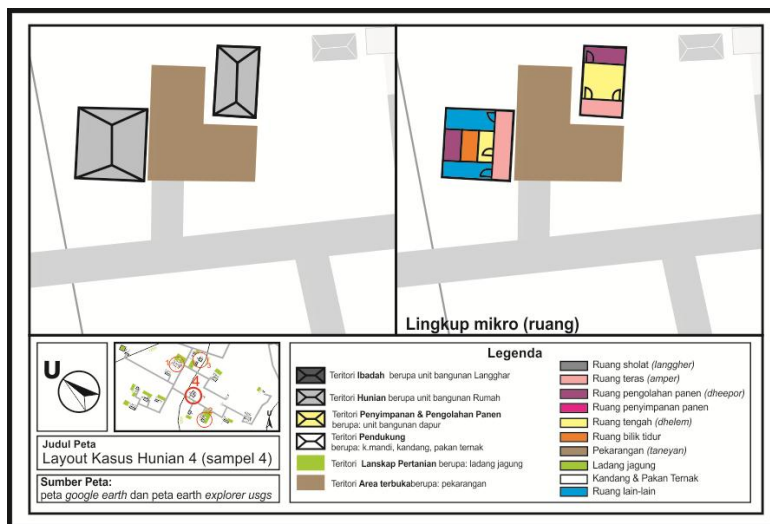 Lingkup mikro (ruang)
U
4
U
Judul Peta
Layout Kasus Hunian 4 (sampel 4)
Sumber Peta:
peta google earth dan peta earth explorer usgs
Legenda
Teritori Ibadah berupa unit bangunan Langghar
Teritori Hunian berupa unit bangunan Rumah
Teritori Penyimpanan & Pengolahan Panen
berupa: unit bangunan dapur
Teritori Pendukung
berupa: k.mandi, kandang, pakan ternak
Teritori Lanskap Pertanian berupa: ladang jagung
Teritori Area terbukaberupa: pekarangan
Ruang sholat (langgher)
Ruang teras (amper)
Ruang pengolahan panen (dheepor)
Ruang penyimpanan panen
Ruang tengah (dhelem)
Ruang bilik tidur
Pekarangan (taneyan)
Ladang jagung
Kandang & Pakan Ternak
Ruang lain-lain